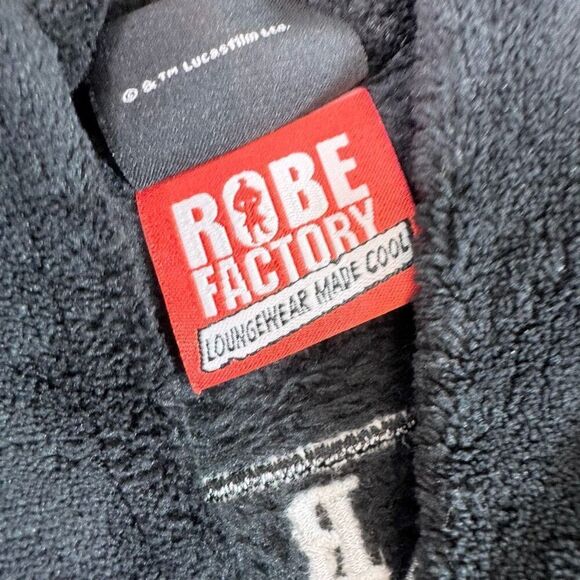 © & ™ Lucasfilm Ltd.
ROBE
FACTORY
LOUNGEWEAR MADE COOL